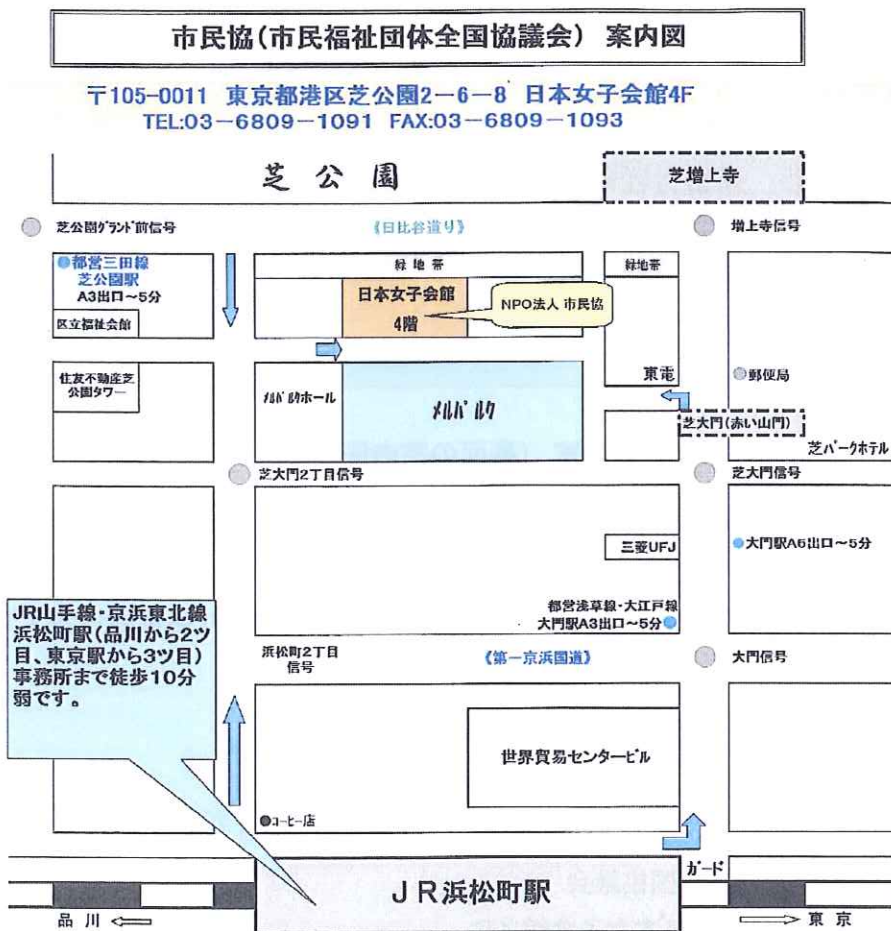 市民協(市民福祉団体全国協議会) 案内図
〒105-0011 東京都港区芝公園2-6-8 日本女子会館4F
TEL:03-6809-1091 FAX:03-6809-1093
芝公園
芝増上寺
芝公園グランド前信号
《日比谷道り》
増上寺信号
都営三田線
芝公園駅
A3出口~5分
区立福祉会館
緑地帯
日本女子会館
4階
NPO法人 市民協
緑地帯
住友不動産芝
公園タワー
メルパルクホール
メルパルク
東電
郵便局
芝大門(赤い山門)
芝パークホテル
芝大門2丁目信号
芝大門信号
三菱UFJ
大門駅A6出口~5分
都営浅草線・大江戸線
大門駅A3出口~5分
JR山手線・京浜東北線
浜松町駅(品川から2ツ
目、東京駅から3ツ目)
事務所まで徒歩10分
弱です。
浜松町2丁目
信号
《第一京浜国道》
大門信号
世界貿易センタービル
コーヒー店
JR浜松町駅
ガード
品川
東京